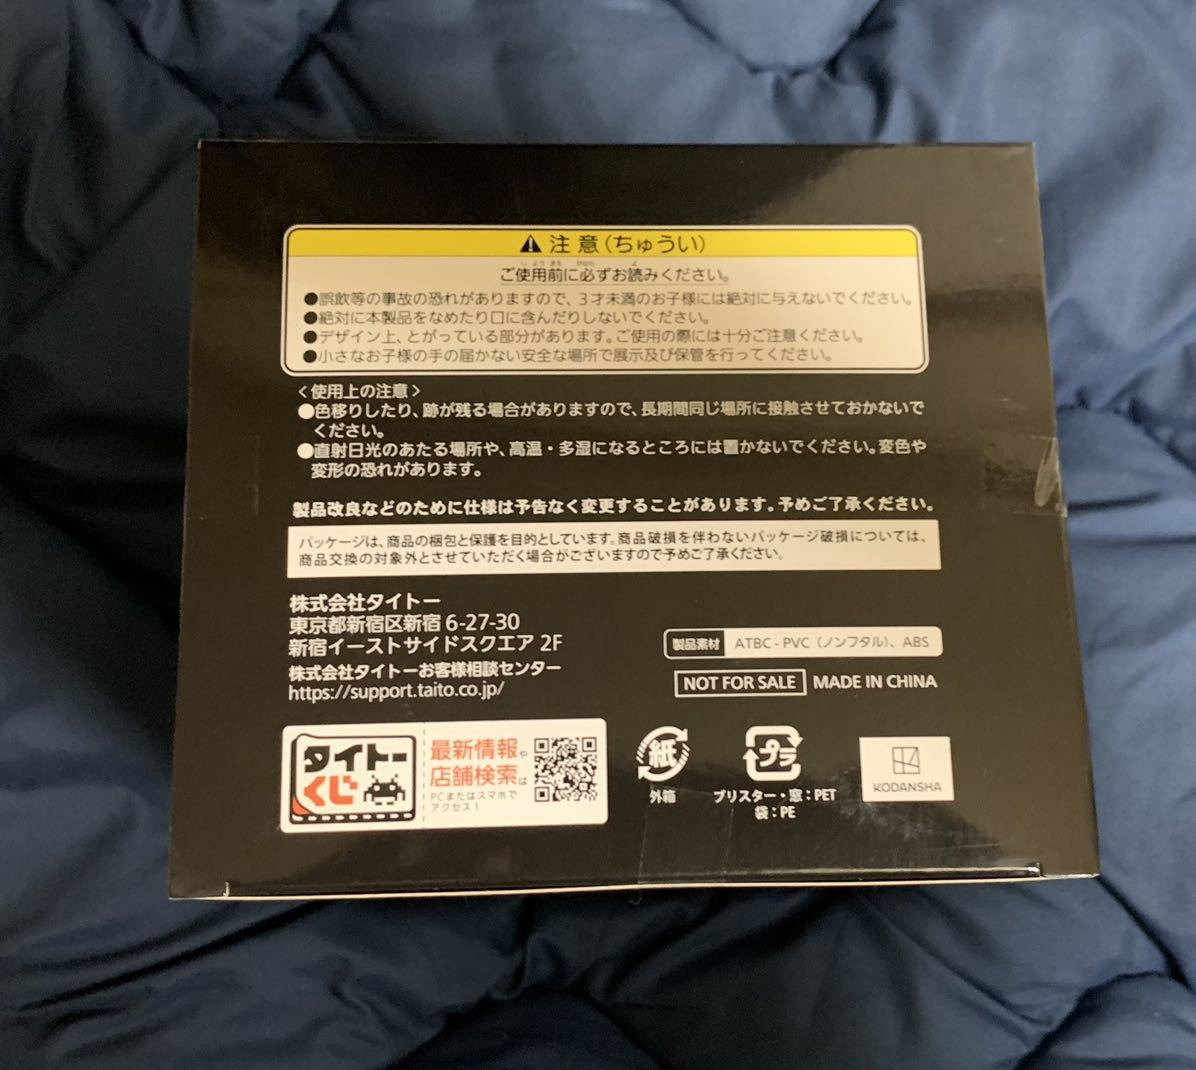 注意(ちゅうい)
ご使用前に必ずお読みください。
●誤飲等の事故の恐れがありますので、3才未満のお子様には絶対に与えないでください。
●絶対に本製品をなめたり口に含んだりしないでください。
●デザイン上、とがっている部分があります。ご使用の際には十分ご注意ください。
●小さなお子様の手の届かない安全な場所で展示及び保管を行ってください。
〈使用上の注意〉
●色移りしたり、跡が残る場合がありますので、長期間同じ場所に接触させておかないで
ください。
●直射日光のあたる場所や、高温・多湿になるところには置かないでください。変色や
変形の恐れがあります。
製品改良などのために仕様は予告なく変更することがあります。予めご了承ください。
パッケージは、商品の梱包と保護を目的としています。商品破損を伴わないパッケージ破損については、
商品交換の対象外とさせていただく場合がございますので予めご了承ください。
株式会社タイトー
東京都新宿区新宿 6-27-30
新宿イーストサイドスクエア 2F
株式会社タイトーお客様相談センター
https://support.taito.co.jp/
製品素材 ATBC-PVC(ノンフタル)、ABS
NOT FOR SALE MADE IN CHINA
タイトー
くじ
最新情報や
店舗検索は
PCまたはスマホで
アクセス!
紙
外箱
プラ
ブリスター・窓:PET
袋:PE
KODANSHA